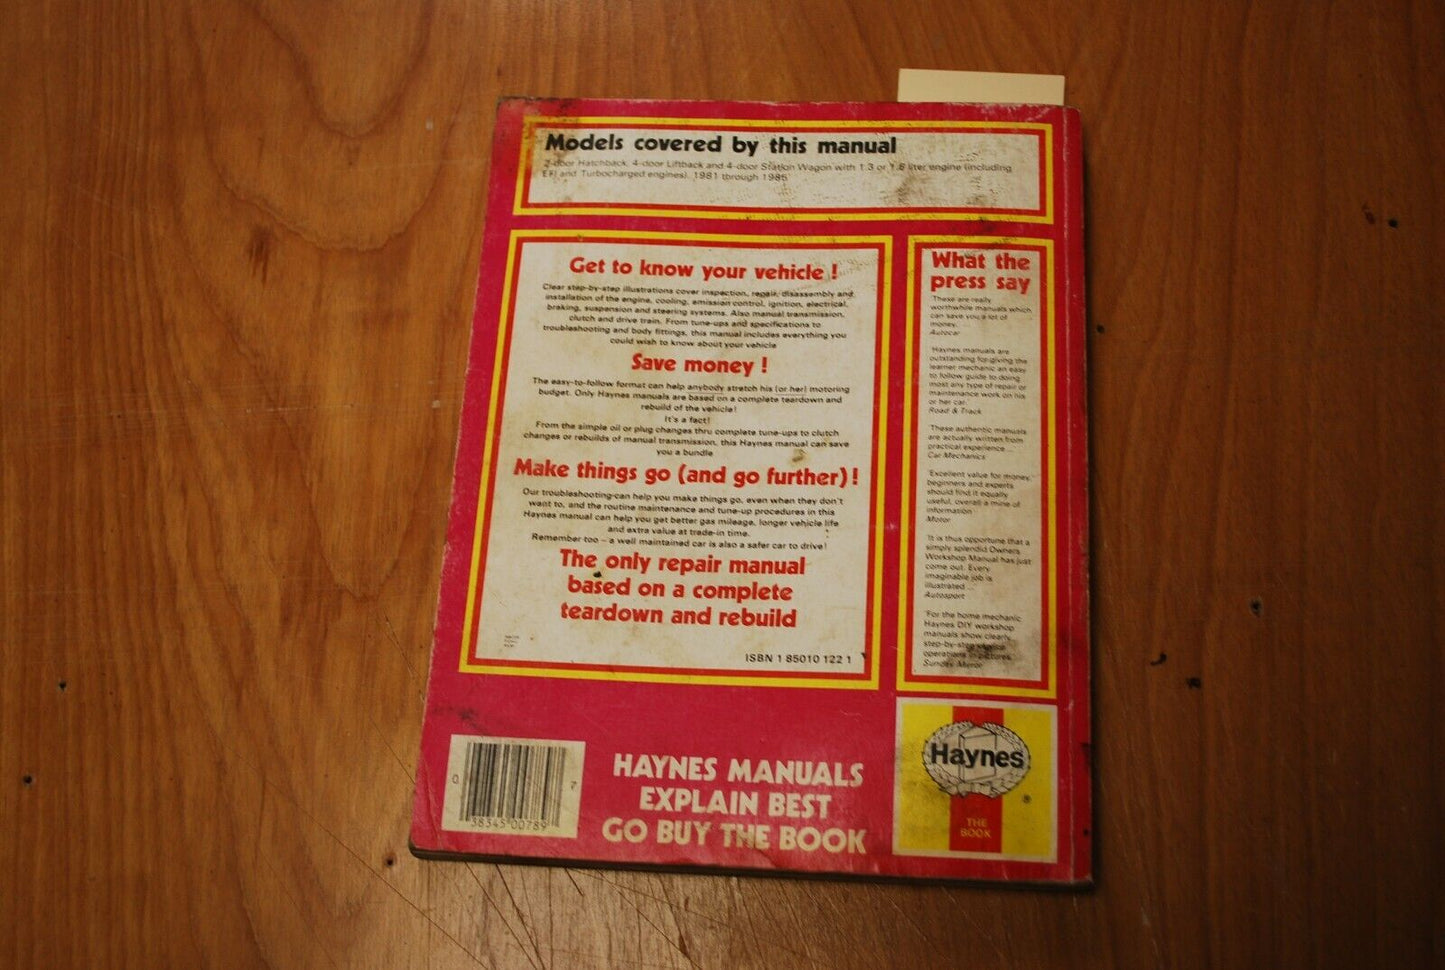 Models covered by this manual
2-door Hatchback, 4-door Liftback and 4-door Station Wagon with 1.3 or 1.8 liter engine (including
EFI and Turbocharged engines), 1981 through 1985
Get to know your vehicle !
Clear step-by-step illustrations cover inspection, repair, disassembly and
installation of the engine, cooling, emission control, ignition, electrical,
braking, suspension and steering systems. Also manual transmission,
clutch and drive train. From tune-ups and specifications to
troubleshooting and body fittings, this manual includes everything you
could wish to know about your vehicle
Save money !
The easy-to-follow format can help anybody stretch his (or her) motoring
budget. Only Haynes manuals are based on a complete teardown and
rebuild of the vehicle!
It's a fact!
From the simple oil or plug changes thru complete tune-ups to clutch
changes or rebuilds of manual transmission, this Haynes manual can save
you a bundle
Make things go (and go further) !
Our troubleshooting can help you make things go, even when they don't
want to, and the routine maintenance and tune-up procedures in this
Haynes manual can help you get better gas mileage, longer vehicle life
and extra value at trade-in time.
Remember too – a well maintained car is also a safer car to drive!
The only repair manual
based on a complete
teardown and rebuild
ISBN 1 85010 122 1
What the
press say
'These are really
worthwhile manuals which
can save you a lot of
money.'
Autocar
'Haynes manuals are
outstanding for giving the
learner mechanic an easy
to follow guide to doing
most any type of repair or
maintenance work on his
or her car.'
Road & Track
'These authentic manuals
are actually written from
practical experience...'
Car Mechanics
'Excellent value for money,
beginners and experts
should find it equally
useful, overall a mine of
information'
Motor
'It is thus opportune that a
simply splendid Owners
Workshop Manual has just
come out. Every
imaginable job is
illustrated...'
Autosport
'For the home mechanic
Haynes DIY workshop
manuals show clearly,
step-by-step
operations in pictures'
Sunday Mirror
0
38345 00789
7
HAYNES MANUALS
EXPLAIN BEST
GO BUY THE BOOK
Haynes
®
THE
BOOK